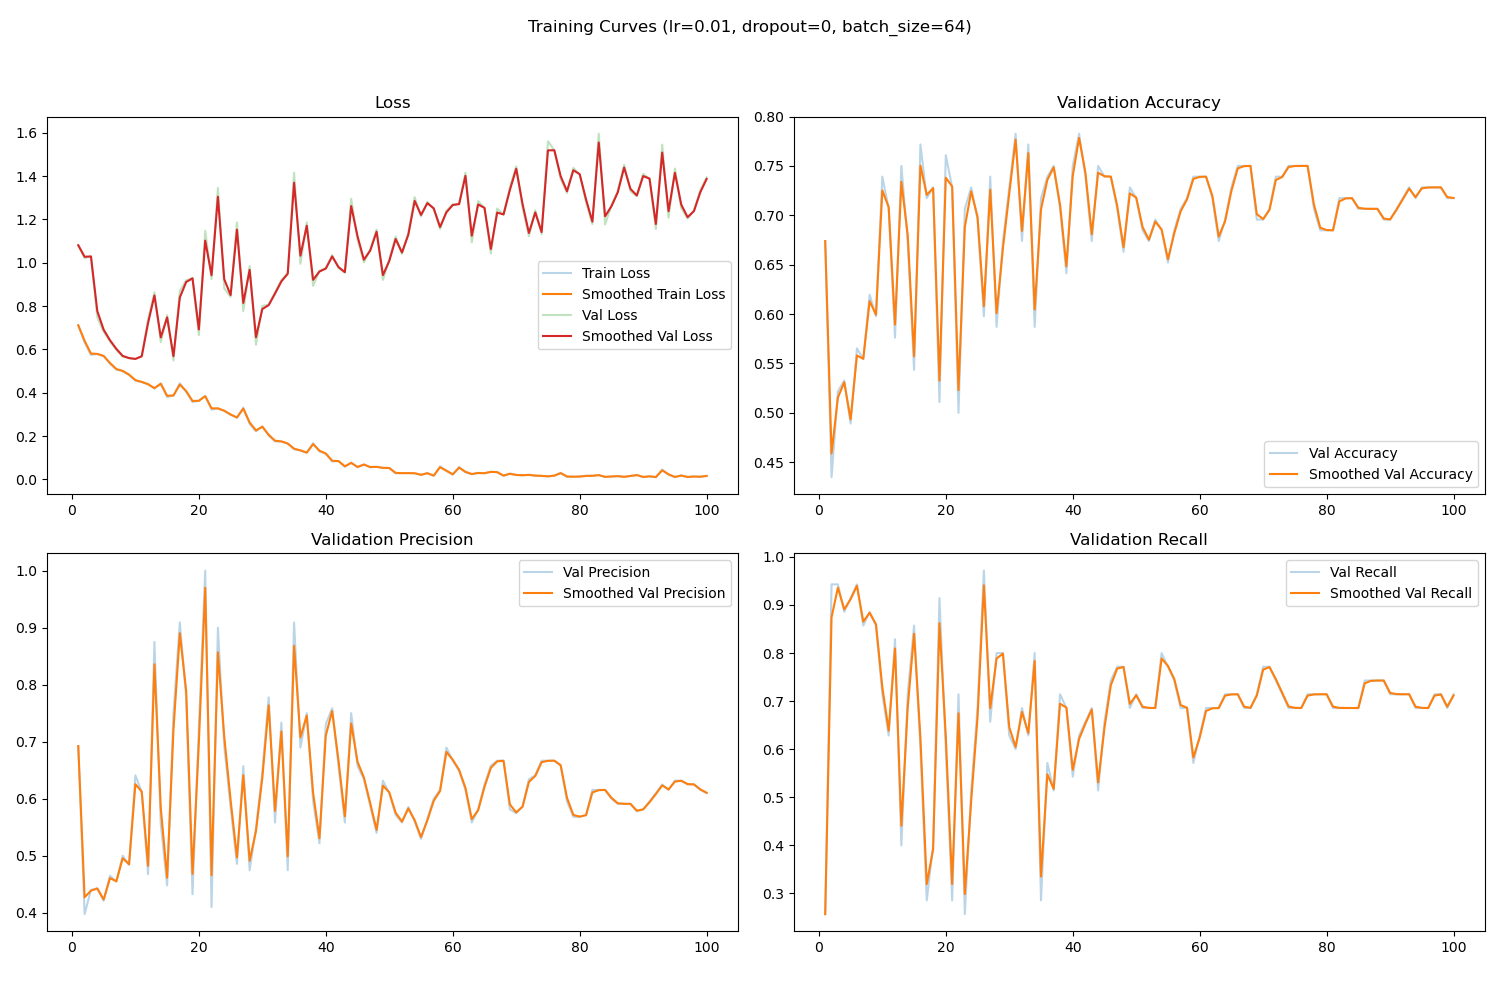 Training Curves (lr=0.01, dropout=0, batch_size=64)
Loss
1.6
1.4
1.2
1.0
0.8
0.6
0.4
0.2
0.0
0 20 40 60 80 100
Train Loss
Smoothed Train Loss
Val Loss
Smoothed Val Loss
Validation Accuracy
0.80
0.75
0.70
0.65
0.60
0.55
0.50
0.45
0 20 40 60 80 100
Val Accuracy
Smoothed Val Accuracy
Validation Precision
1.0
0.9
0.8
0.7
0.6
0.5
0.4
0 20 40 60 80 100
Val Precision
Smoothed Val Precision
Validation Recall
1.0
0.9
0.8
0.7
0.6
0.5
0.4
0.3
0 20 40 60 80 100
Val Recall
Smoothed Val Recall